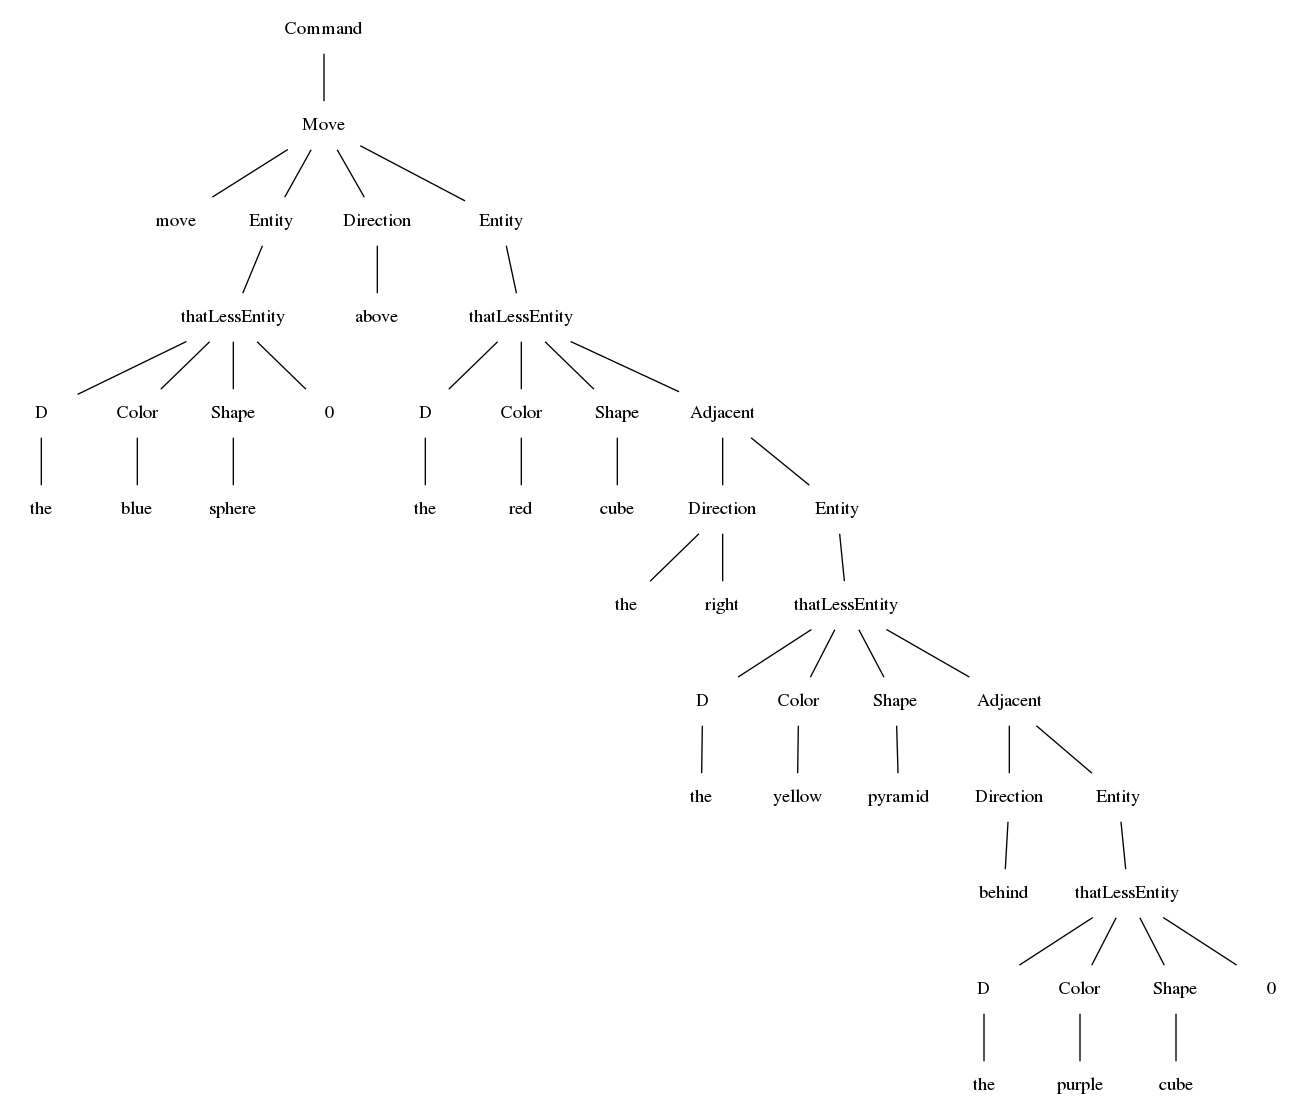 Command
Move
move Entity Direction Entity
thatLessEntity above thatLessEntity
D Color Shape 0 D Color Shape Adjacent
the blue sphere the red cube Direction Entity
the right thatLessEntity
D Color Shape Adjacent
the yellow pyramid Direction Entity
behind thatLessEntity
D Color Shape 0
the purple cube